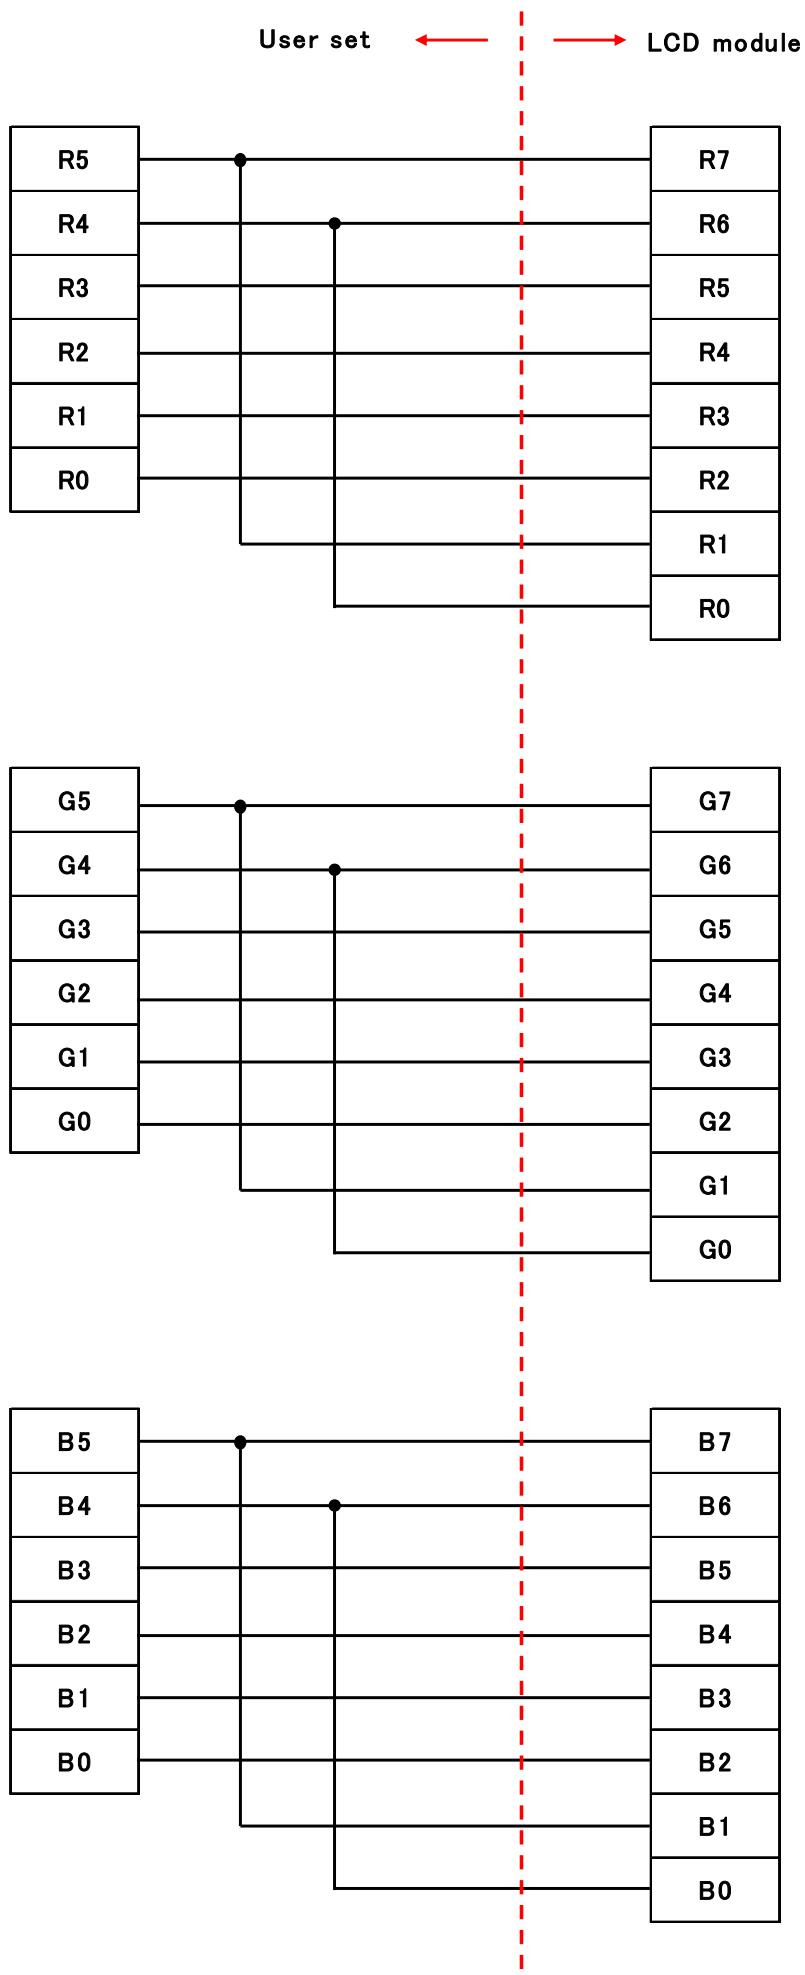 User set LCD module
R5 R7
R4 R6
R3 R5
R2 R4
R1 R3
R0 R2
R1
R0
G5 G7
G4 G6
G3 G5
G2 G4
G1 G3
G0 G2
G1
G0
B5 B7
B4 B6
B3 B5
B2 B4
B1 B3
B0 B2
B1
B0